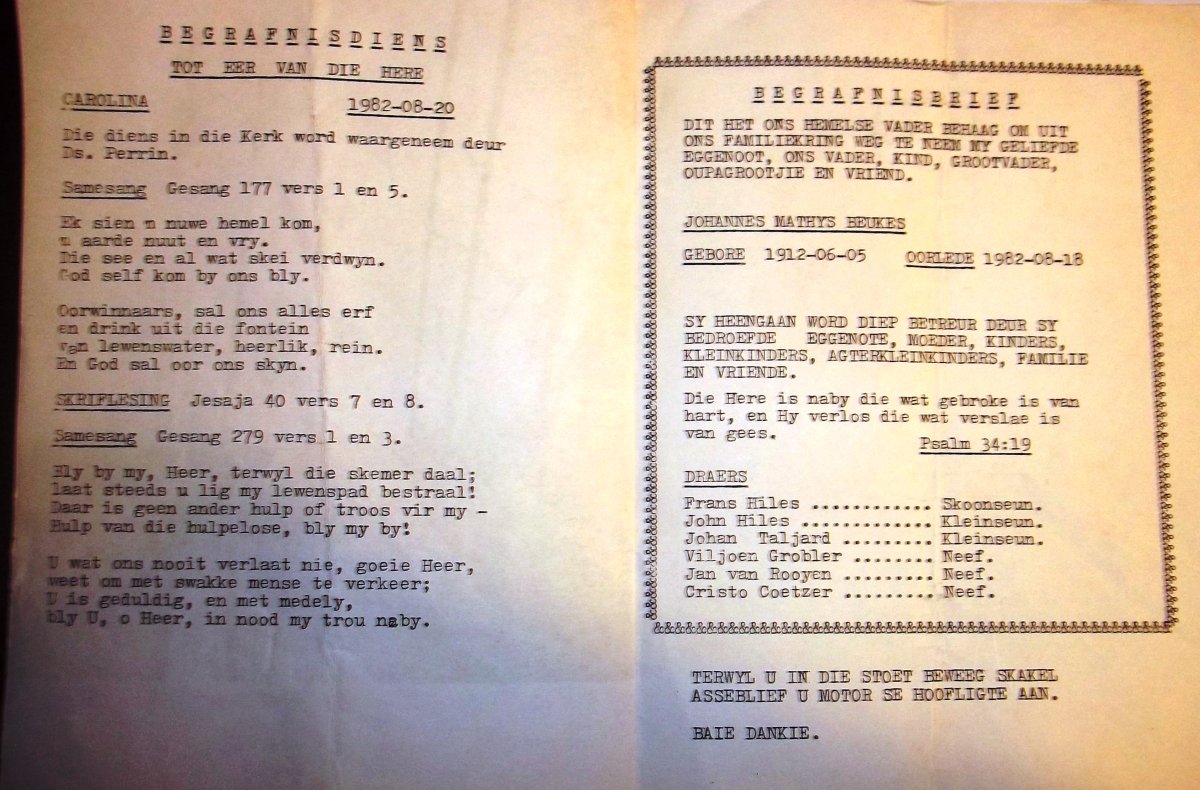 BEGRAFNISDIENS
TOT EER VAN DIE HERE
CAROLINA 1982-08-20
Die diens in die Kerk word waargeneem deur
Ds. Perrin.
Samesang Gesang 177 vers 1 en 5.
Ek sien n nuwe hemel kom,
n aarde nuut en vry.
Die see en al wat skei verdwyn.
God self kom by ons bly.
Oorwinnaars, sal ons alles erf
en drink uit die fontein
van lewenswater, heerlik, rein.
En God sal oor ons skyn.
SKRIFLESING Jesaja 40 vers 7 en 8.
Samesang Gesang 279 vers 1 en 3.
Bly by my, Heer, terwyl die skemer daal;
laat steeds u lig my lewenspad bestraal!
Daar is geen ander hulp of troos vir my -
Hulp van die hulpelose, bly my by!
U wat ons nooit verlaat nie, goeie Heer,
weet om met swakke mense te verkeer;
U is geduldig, en met medely,
bly U, o Heer, in nood my trou naby.
BEGRAFNISBRIEF
DIT HET ONS HEMELSE VADER BEHAAG OM UIT
ONS FAMILIEKRING WEG TE NEEM MY GELIEFDE
EGGENOOT, ONS VADER, KIND, GROOTVADER,
OUPAGROOTJIE EN VRIEND.
JOHANNES MATHYS BEUKES
GEBORE 1912-06-05 OORLEDE 1982-08-18
SY HEENGAAN WORD DIEP BETREUR DEUR SY
BEDROEFDE EGGENOTE, MOEDER, KINDERS,
KLEINKINDERS, AGTERKLEINKINDERS, FAMILIE
EN VRIENDE.
Die Here is naby die wat gebroke is van
hart, en Hy verlos die wat verslae is
van gees.
Psalm 34:19
DRAERS
Frans Hiles ............ Skoonseun.
John Hiles ............. Kleinseun.
Johan Taljard ......... Kleinseun.
Viljoen Grobler ........ Neef.
Jan van Rooyen ......... Neef.
Cristo Coetzer ......... Neef.
TERWYL U IN DIE STOET BEWEEG SKAKEL
ASSEBLIEF U MOTOR SE HOOFLIGTE AAN.
BAIE DANKIE.